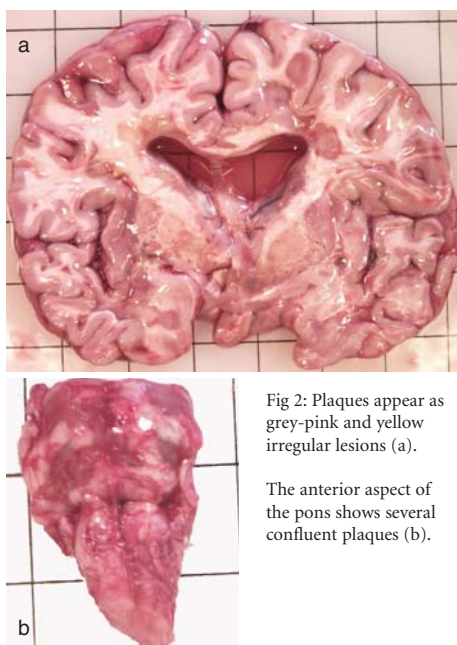 a
Fig 2: Plaques appear as
grey-pink and yellow
irregular lesions (a).
The anterior aspect of
the pons shows several
confluent plaques (b).
b